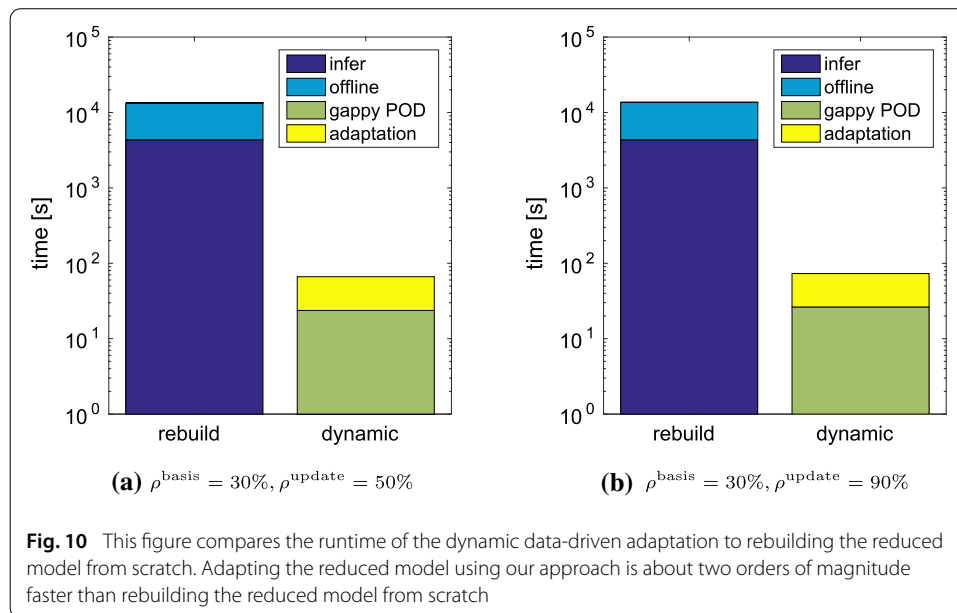 10^5
10^4
10^3
10^2
10^1
10^0
time [s]
infer
offline
gappy POD
adaptation
rebuild
dynamic
(a) ρ^basis = 30%, ρ^update = 50%
10^5
10^4
10^3
10^2
10^1
10^0
time [s]
infer
offline
gappy POD
adaptation
rebuild
dynamic
(b) ρ^basis = 30%, ρ^update = 90%
Fig. 10 This figure compares the runtime of the dynamic data-driven adaptation to rebuilding the reduced
model from scratch. Adapting the reduced model using our approach is about two orders of magnitude
faster than rebuilding the reduced model from scratch